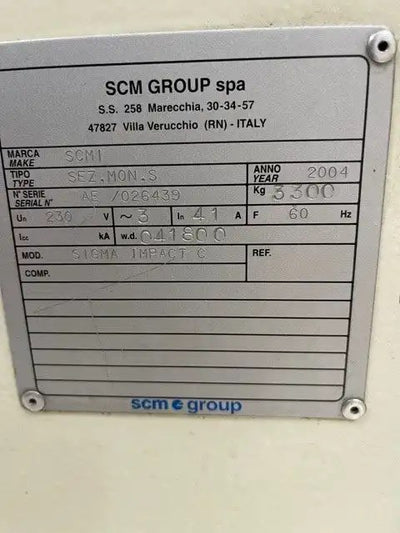 SCM GROUP spa
S.S. 258 Marecchia, 30-34-57
47827 Villa Verucchio (RN) - ITALY
MARCA MAKE SCMI
TIPO TYPE SEZ.MON.S ANNO YEAR 2004
N° SERIE SERIAL N° AE /026439 Kg 3300
Un 230 V ~ 3 In 41 A F 60 Hz
Icc kA w.d. 041800
MOD. SIGMA IMPACT C REF.
COMP.
scm group